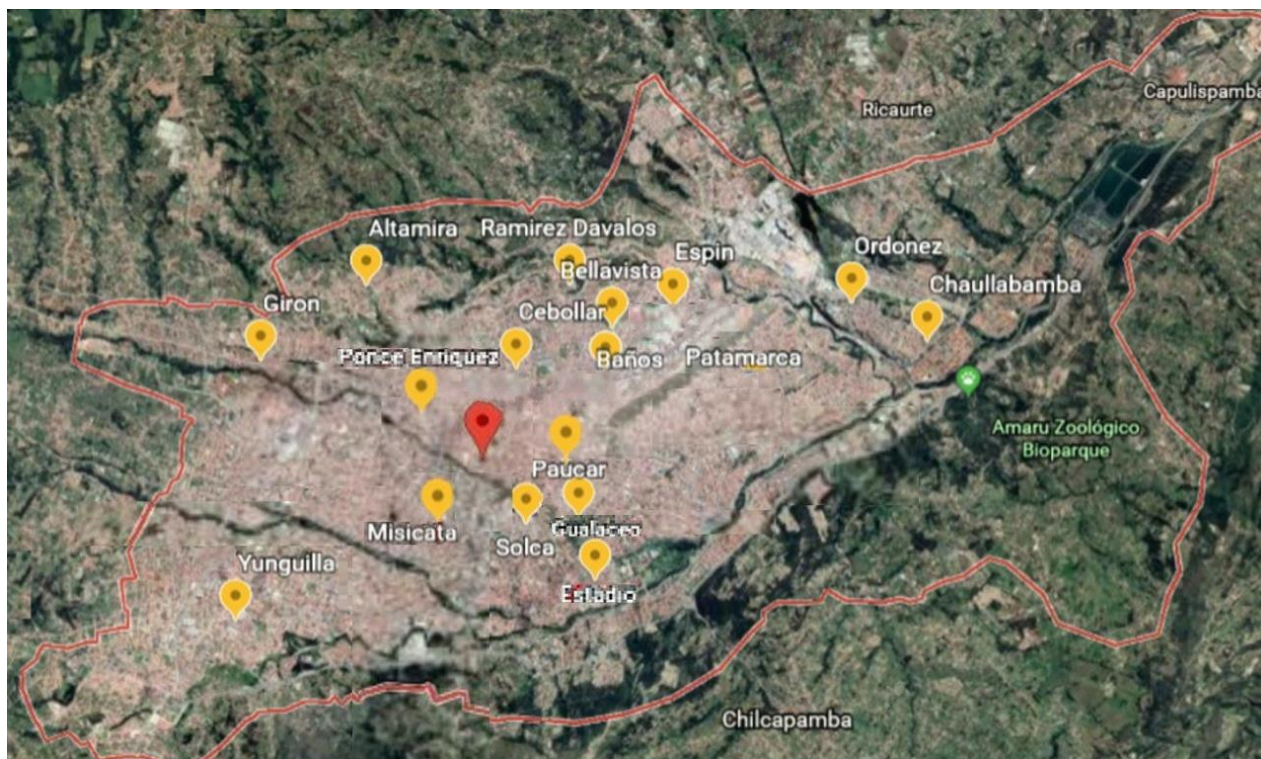 Capulispamba
Ricaurte
Altamira
Ramirez Davalos
Espin
Ordonez
Bellavista
Chaullabamba
Giron
Cebollar
Ponce Enriquez
Baños
Patamarca
Amaru Zoológico
Bioparque
Paucar
Misicata
Gualaceo
Solca
Yunguilla
Estadio
Chilcapamba